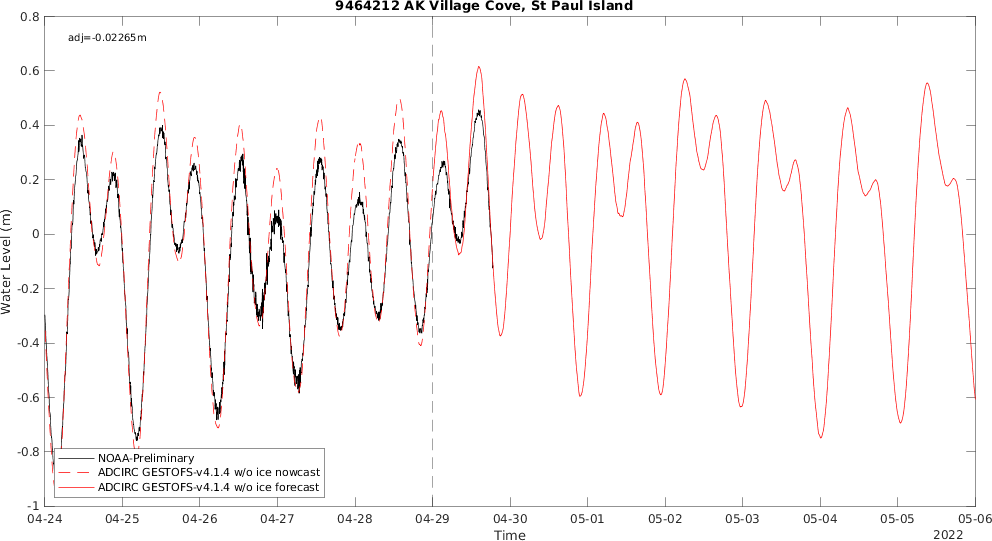 9464212 AK Village Cove, St Paul Island
adj=-0.02265m
0.8
0.6
0.4
0.2
0
-0.2
-0.4
-0.6
-0.8
-1
Water Level (m)
NOAA-Preliminary
ADCIRC GESTOFS-v4.1.4 w/o ice nowcast
ADCIRC GESTOFS-v4.1.4 w/o ice forecast
04-24 04-25 04-26 04-27 04-28 04-29 04-30 05-01 05-02 05-03 05-04 05-05 05-06
Time
2022